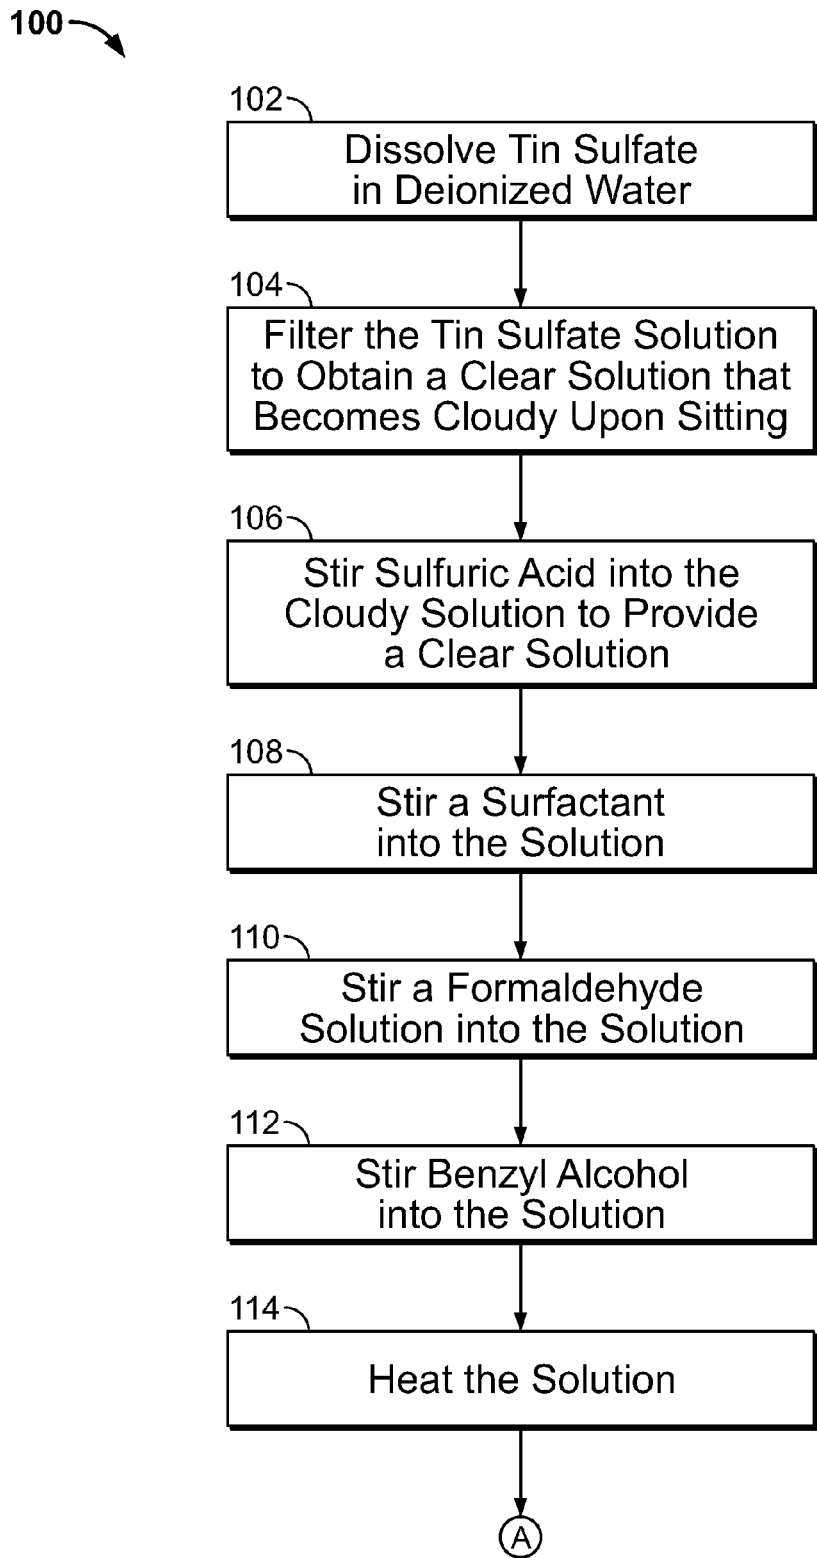 100
102
Dissolve Tin Sulfate
in Deionized Water
104
Filter the Tin Sulfate Solution
to Obtain a Clear Solution that
Becomes Cloudy Upon Sitting
106
Stir Sulfuric Acid into the
Cloudy Solution to Provide
a Clear Solution
108
Stir a Surfactant
into the Solution
110
Stir a Formaldehyde
Solution into the Solution
112
Stir Benzyl Alcohol
into the Solution
114
Heat the Solution
A